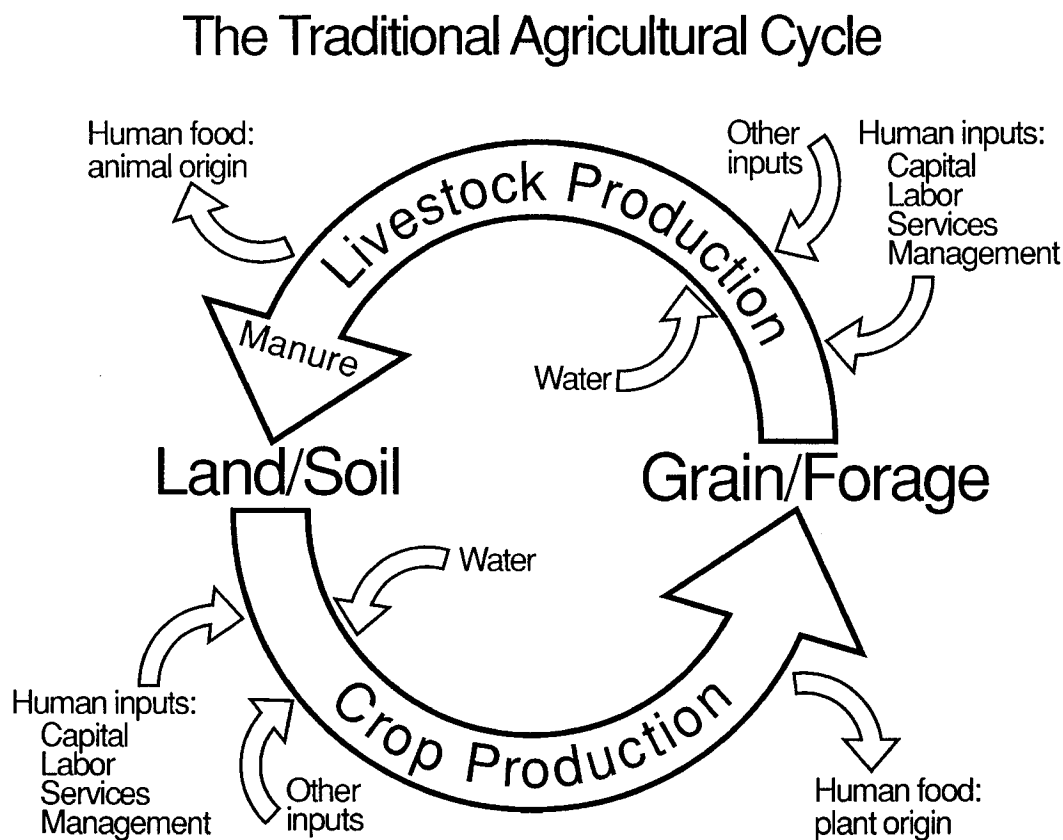 The Traditional Agricultural Cycle
Human food:
animal origin
Other
inputs
Human inputs:
Capital
Labor
Services
Management
Livestock Production
Manure
Water
Land/Soil
Grain/Forage
Water
Human inputs:
Capital
Labor
Services
Management
Other
inputs
Crop Production
Human food:
plant origin